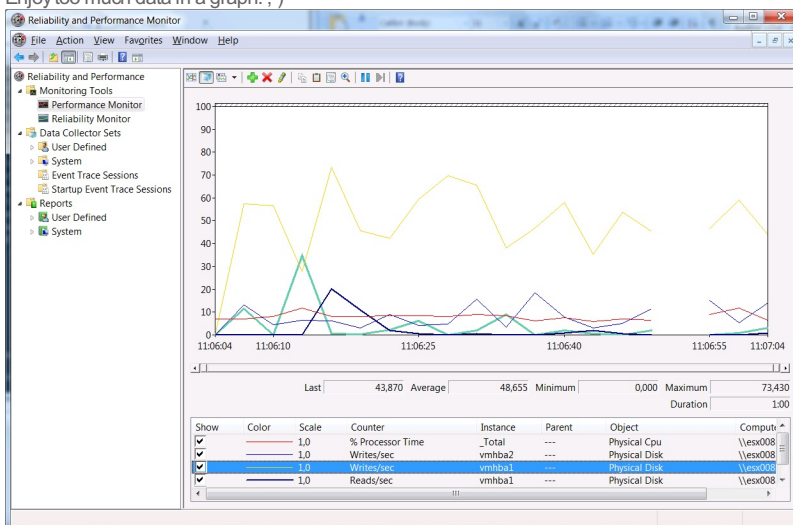 Enjoy too much data in a graph. ;-)
Reliability and Performance Monitor
File Action View Favorites Window Help
Reliability and Performance
Monitoring Tools
Performance Monitor
Reliability Monitor
Data Collector Sets
User Defined
System
Event Trace Sessions
Startup Event Trace Sessions
Reports
User Defined
System
100
90
80
70
60
50
40
30
20
10
0
11:06:04 11:06:10 11:06:25 11:06:40 11:06:55 11:07:04
Last 43,870 Average 48,655 Minimum 0,000 Maximum 73,430
Duration 1:00
Show Color Scale Counter Instance Parent Object Compute
1,0 % Processor Time _Total --- Physical Cpu \\esx008
1,0 Writes/sec vmhba2 --- Physical Disk \\esx008
1,0 Writes/sec vmhba1 --- Physical Disk \\esx008
1,0 Reads/sec vmhba1 --- Physical Disk \\esx008